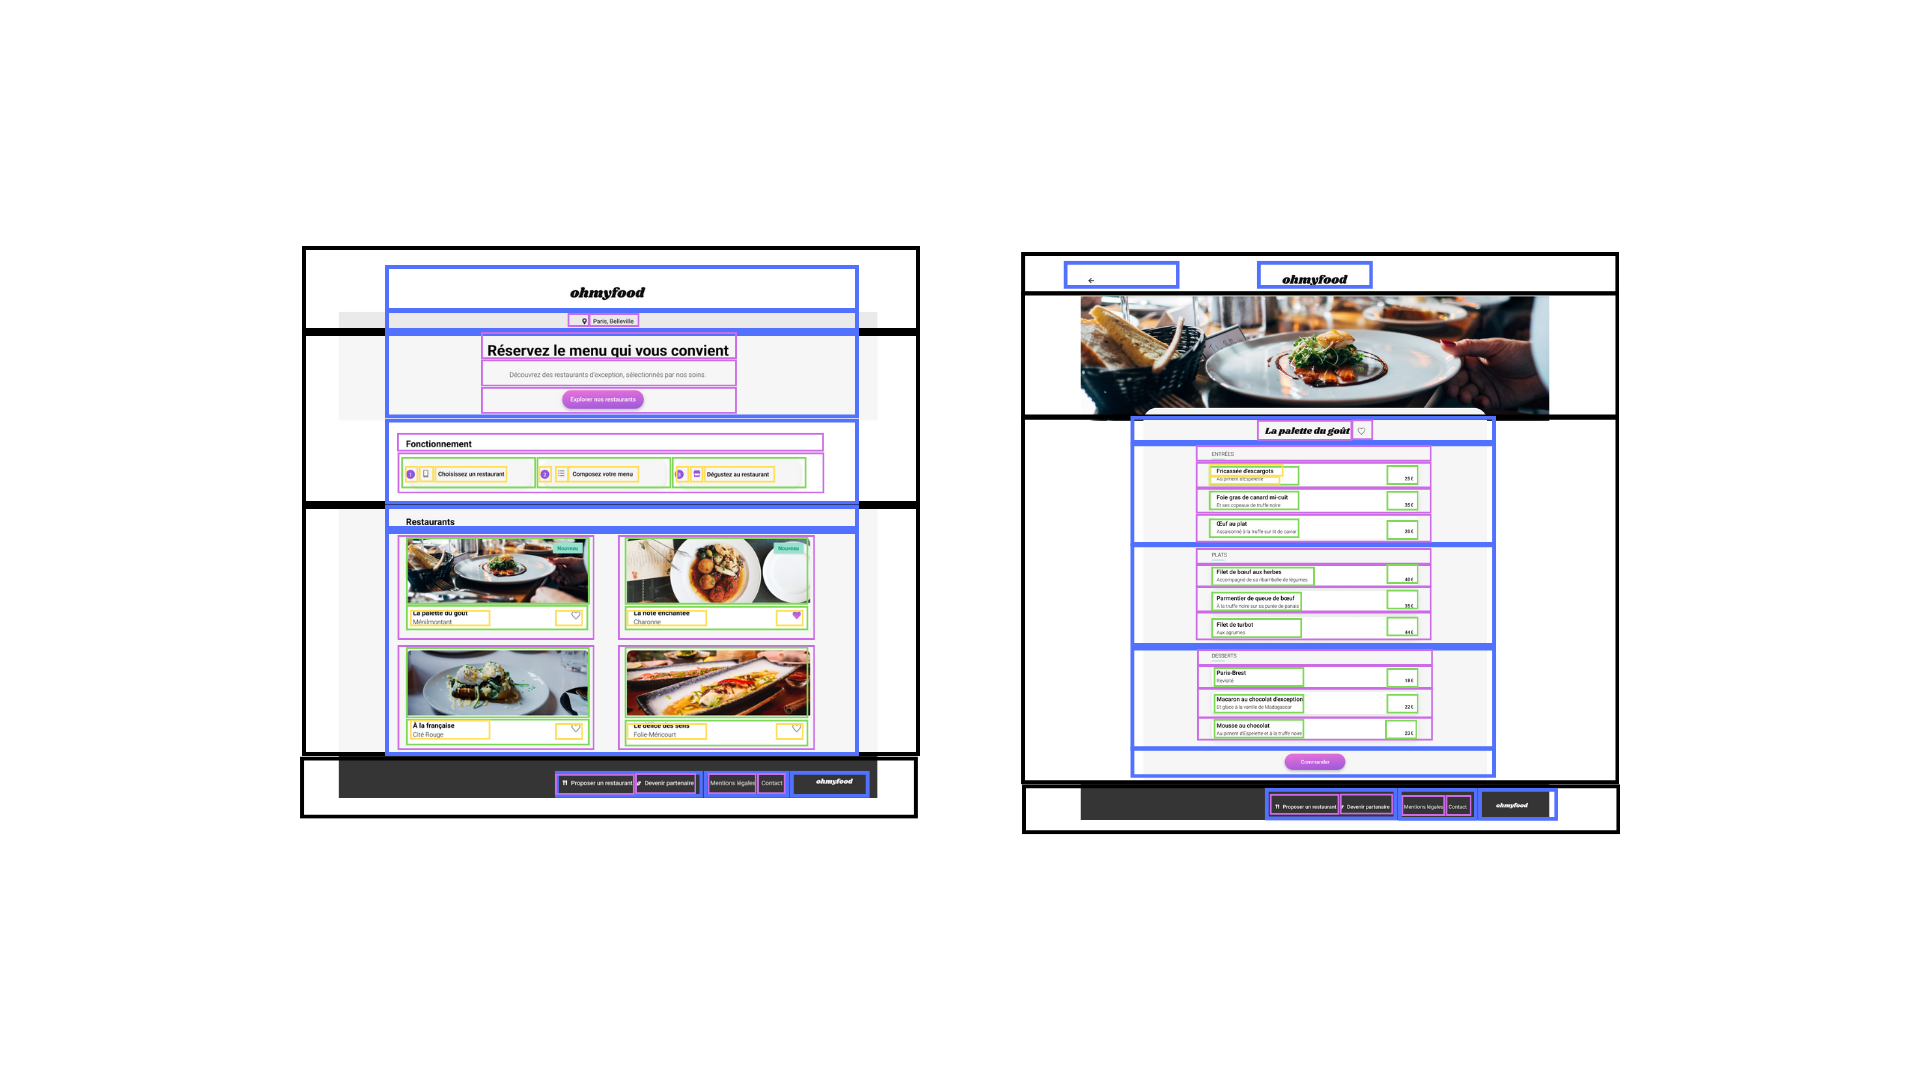 ohmyfood
Paris, Belleville
Réservez le menu qui vous convient
Découvrez des restaurants d'exception, sélectionnés par nos soins.
Explorer nos restaurants
Fonctionnement
1 Choisissez un restaurant
2 Composez votre menu
3 Dégustez au restaurant
Restaurants
Nouveau
La palette du goût
Ménilmontant
Nouveau
La note enchantée
Charonne
À la française
Cité Rouge
Le délice des sens
Folie-Méricourt
Proposer un restaurant Devenir partenaire Mentions légales Contact ohmyfood
ohmyfood
La palette du goût
ENTRÉES
Fricassée d'escargots
Au piment d'Espelette 25€
Foie gras de canard mi-cuit
Et ses copeaux de truffe noire 35€
Œuf au plat
Assaisonné à la truffe sur lit de caviar 20€
PLATS
Filet de bœuf aux herbes
Accompagné de sa ribambelle de légumes 40€
Parmentier de queue de bœuf
À la truffe noire sur sa purée de panais 35€
Filet de turbot
Aux agrumes 44€
DESSERTS
Paris-Brest
Revisité 18€
Macaron au chocolat d'exception
Et glace à la vanille de Madagascar 22€
Mousse au chocolat
Au piment d'Espelette et à la truffe noire 23€
Commander
Proposer un restaurant Devenir partenaire Mentions légales Contact ohmyfood